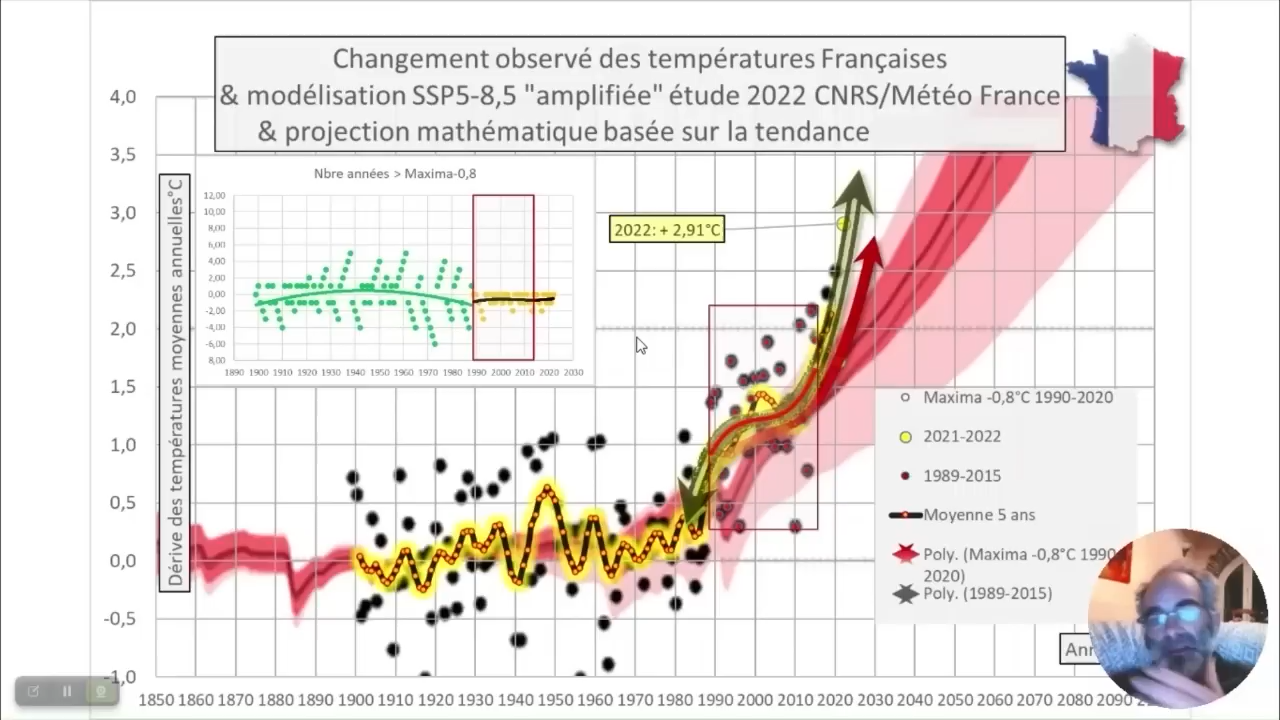 Changement observé des températures Françaises
& modélisation SSP5-8,5 "amplifiée" étude 2022 CNRS/Météo France
& projection mathématique basée sur la tendance
4,0
3,5
3,0
2,5
2,0
1,5
1,0
0,5
0,0
-0,5
-1,0
Dérive des températures moyennes annuelles°C
Nbre années > Maxima-0,8
12,00
10,00
8,00
6,00
4,00
2,00
0,00
-2,00
-4,00
-6,00
8,00
1890 1900 1910 1920 1930 1940 1950 1960 1970 1980 1990 2000 2010 2020 2030
2022: + 2,91°C
Maxima -0,8°C 1990-2020
2021-2022
1989-2015
Moyenne 5 ans
Poly. (Maxima -0,8°C 1990
2020)
Poly. (1989-2015)
1850 1860 1870 1880 1890 1900 1910 1920 1930 1940 1950 1960 1970 1980 1990 2000 2010 2020 2030 2040 2050 2060 2070 2080 2090